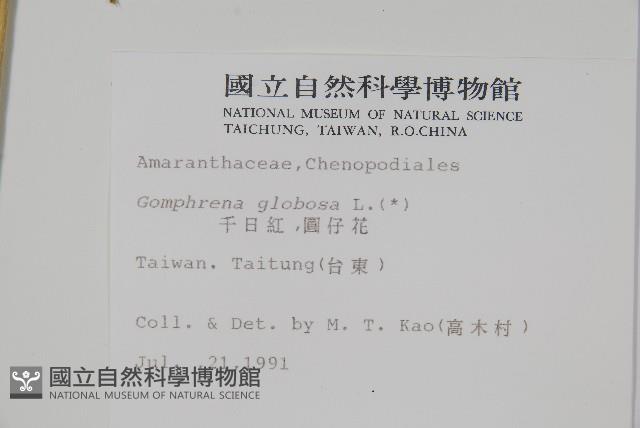 國立自然科學博物館
NATIONAL MUSEUM OF NATURAL SCIENCE
TAICHUNG, TAIWAN, R.O.CHINA
Amaranthaceae,Chenopodiales
Gomphrena globosa L.(*)
千日紅,圓仔花
Taiwan. Taitung(台東)
Coll. & Det. by M. T. Kao(高木村)
Jul. 21,1991
國立自然科學博物館
NATIONAL MUSEUM OF NATURAL SCIENCE